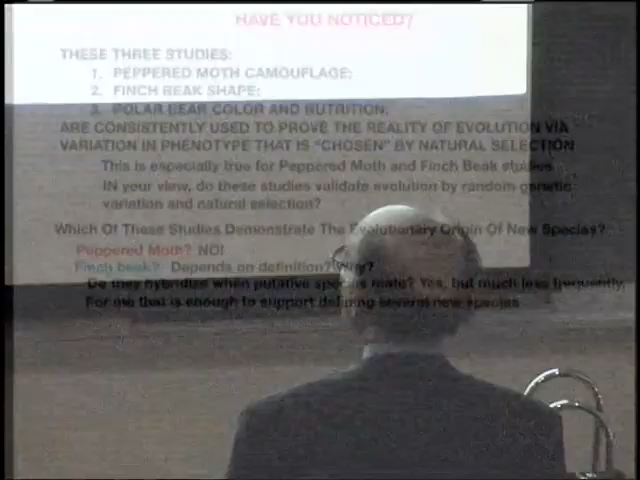 HAVE YOU NOTICED?
THESE THREE STUDIES:
1. PEPPERED MOTH CAMOUFLAGE;
2. FINCH BEAK SHAPE;
3. POLAR BEAR COLOR AND NUTRITION,
ARE CONSISTENTLY USED TO PROVE THE REALITY OF EVOLUTION VIA
VARIATION IN PHENOTYPE THAT IS "CHOSEN" BY NATURAL SELECTION
This is especially true for Peppered Moth and Finch Beak studies
IN your view, do these studies validate evolution by random genetic
variation and natural selection?
Which Of These Studies Demonstrate The Evolutionary Origin Of New Species?
Peppered Moth? NO!
Finch beak? Depends on definition? Why?
Do they hybridize when putative species mate? Yes, but much less frequently,
For me that is enough to support defining several new species